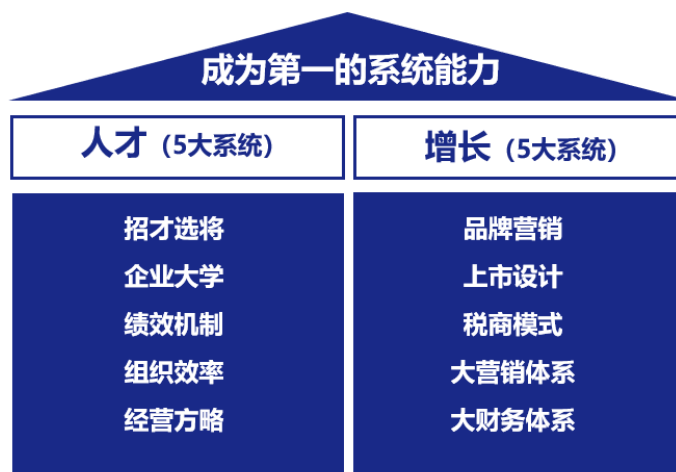 成为第一的系统能力
人才（5大系统）
招才选将
企业大学
绩效机制
组织效率
经营方略
增长（5大系统）
品牌营销
上市设计
税商模式
大营销体系
大财务体系